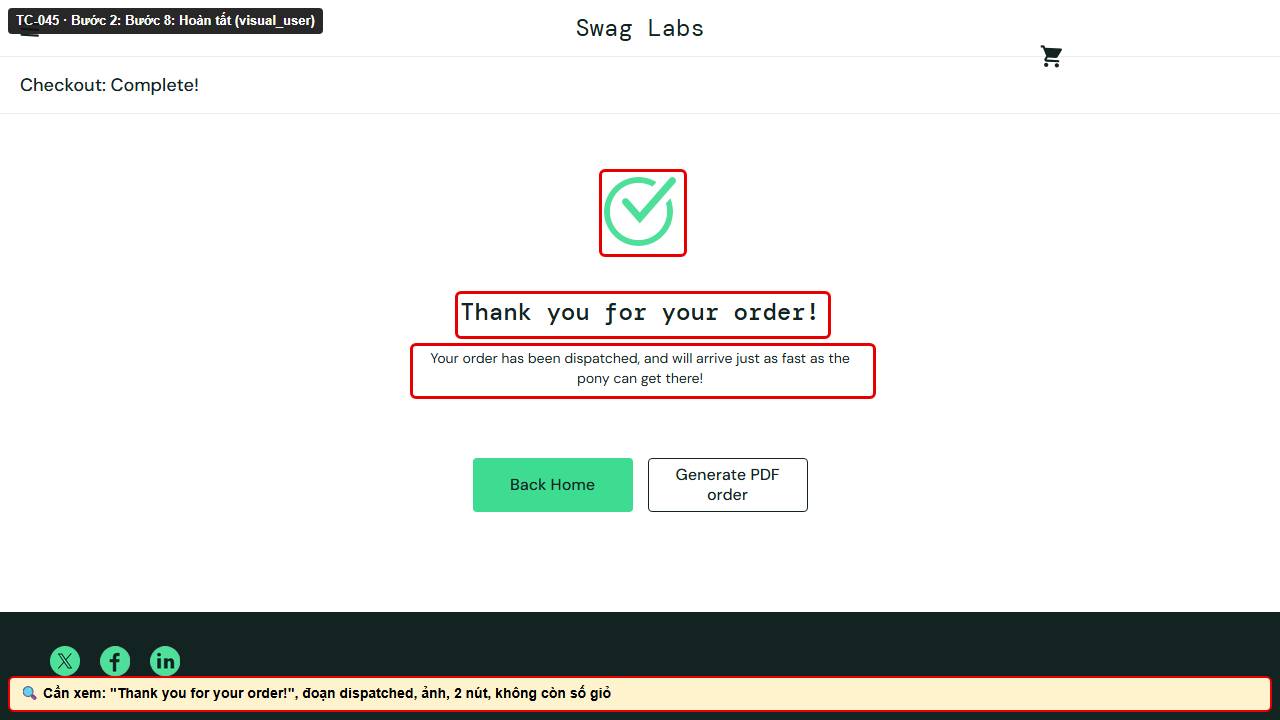 TC-045 · Bước 2: Bước 8: Hoàn tất (visual_user)
Swag Labs
Checkout: Complete!
Thank you for your order!
Your order has been dispatched, and will arrive just as fast as the
pony can get there!
Back Home
Generate PDF
order
🔍 Cần xem: "Thank you for your order!", đoạn dispatched, ảnh, 2 nút, không còn số giỏ